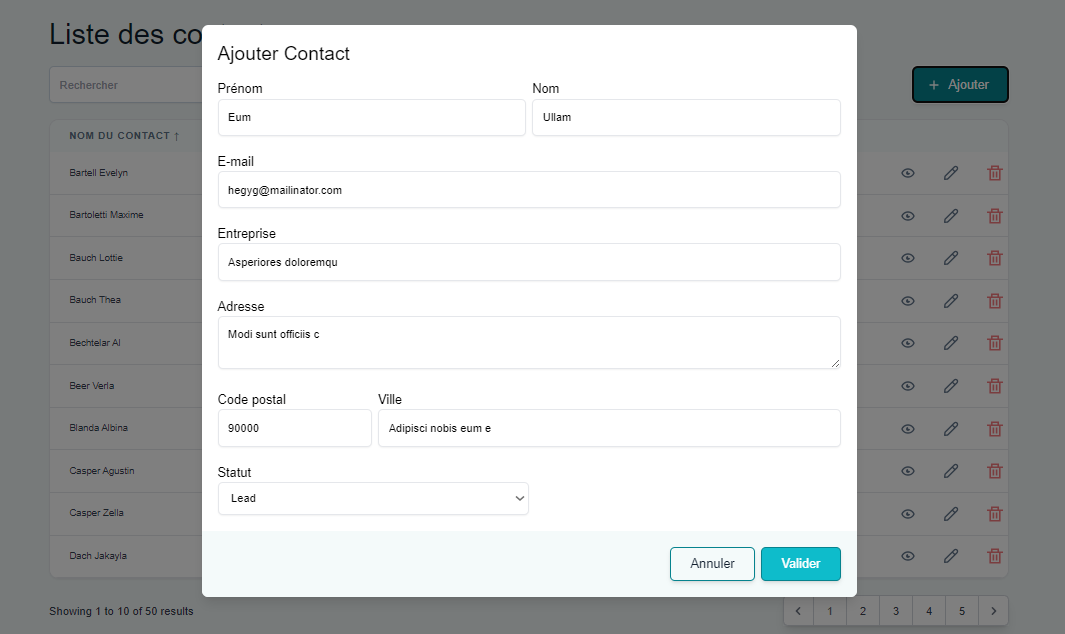 Liste des co
Ajouter Contact
Rechercher
+ Ajouter
Prénom
Nom
Eum
Ullam
NOM DU CONTACT ↑
E-mail
Bartell Evelyn
hegyg@mailinator.com
Bartoletti Maxime
Entreprise
Bauch Lottie
Asperiores doloremqu
Bauch Thea
Adresse
Modi sunt officiis c
Bechtelar Al
Beer Verla
Code postal
Ville
Blanda Albina
90000
Adipisci nobis eum e
Casper Agustin
Statut
Lead
Casper Zella
Dach Jakayla
Annuler
Valider
Showing 1 to 10 of 50 results
‹ 1 2 3 4 5 ›